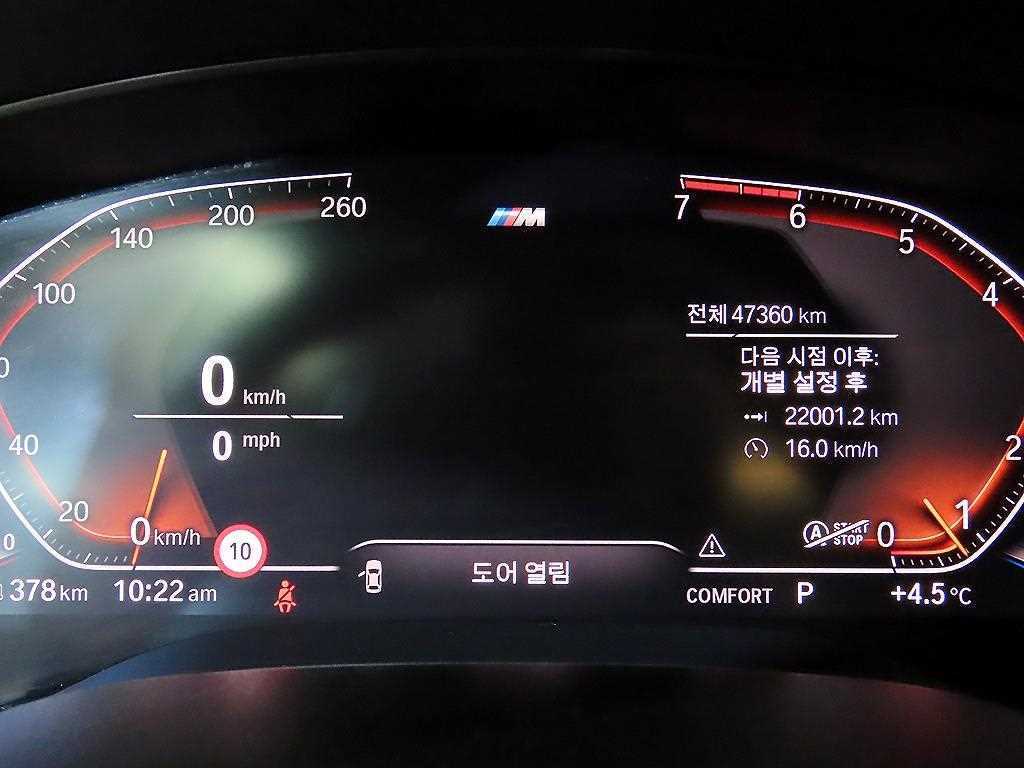 260
200
140
100
40
20
0 km/h
0 km/h
0 mph
10
378 km
10:22 am
M
도어 열림
7
6
5
4
2
1
0
전체 47360 km
다음 시점 이후:
개별 설정 후
22001.2 km
16.0 km/h
A START STOP
COMFORT P
+4.5 °C